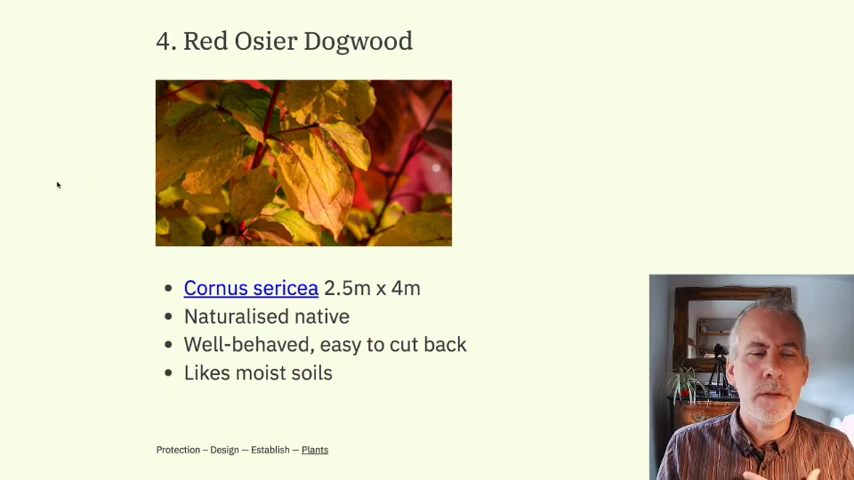 4. Red Osier Dogwood
Cornus sericea 2.5m x 4m
Naturalised native
Well-behaved, easy to cut back
Likes moist soils
Protection – Design — Establish — Plants